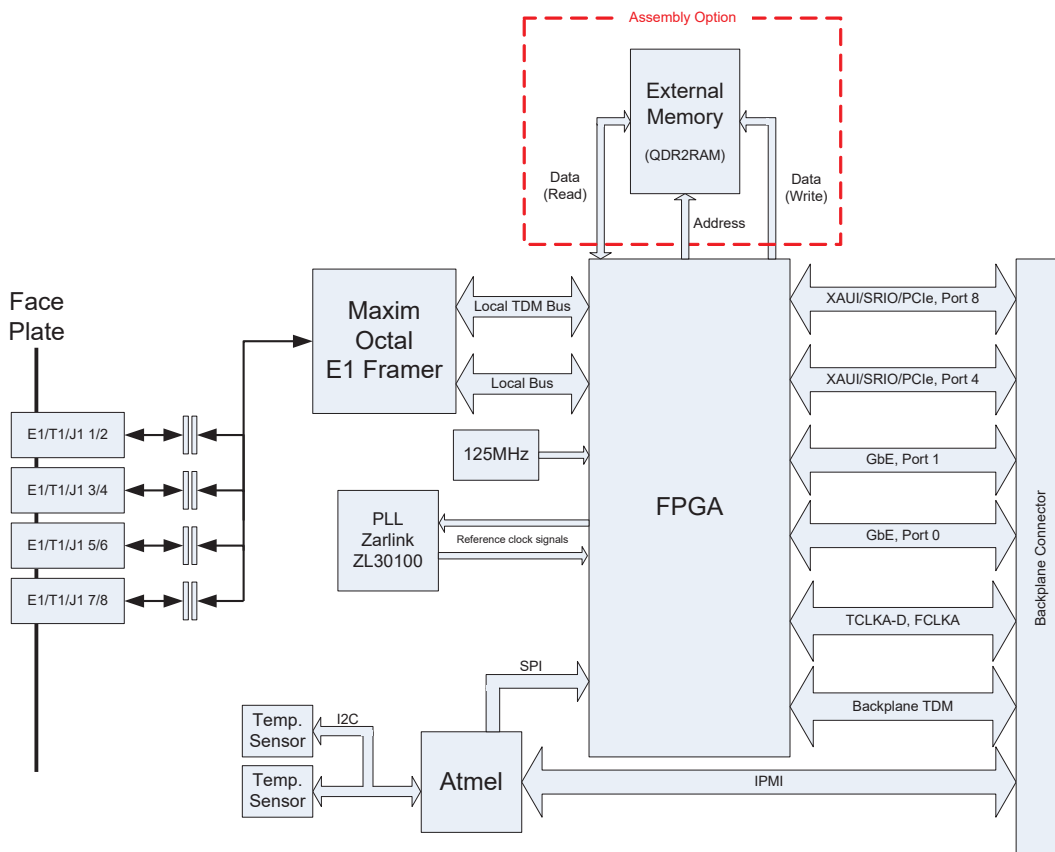 Assembly Option
External
Memory
(QDR2RAM)
Data
(Read)
Data
(Write)
Address
Face
Plate
Maxim
Octal
E1 Framer
Local TDM Bus
Local Bus
E1/T1/J1 1/2
E1/T1/J1 3/4
E1/T1/J1 5/6
E1/T1/J1 7/8
125MHz
PLL
Zarlink
ZL30100
Reference clock signals
FPGA
XAUI/SRIO/PCIe, Port 8
XAUI/SRIO/PCIe, Port 4
GbE, Port 1
GbE, Port 0
TCLKA-D, FCLKA
Backplane TDM
Backplane Connector
SPI
I2C
Temp.
Sensor
Temp.
Sensor
Atmel
IPMI